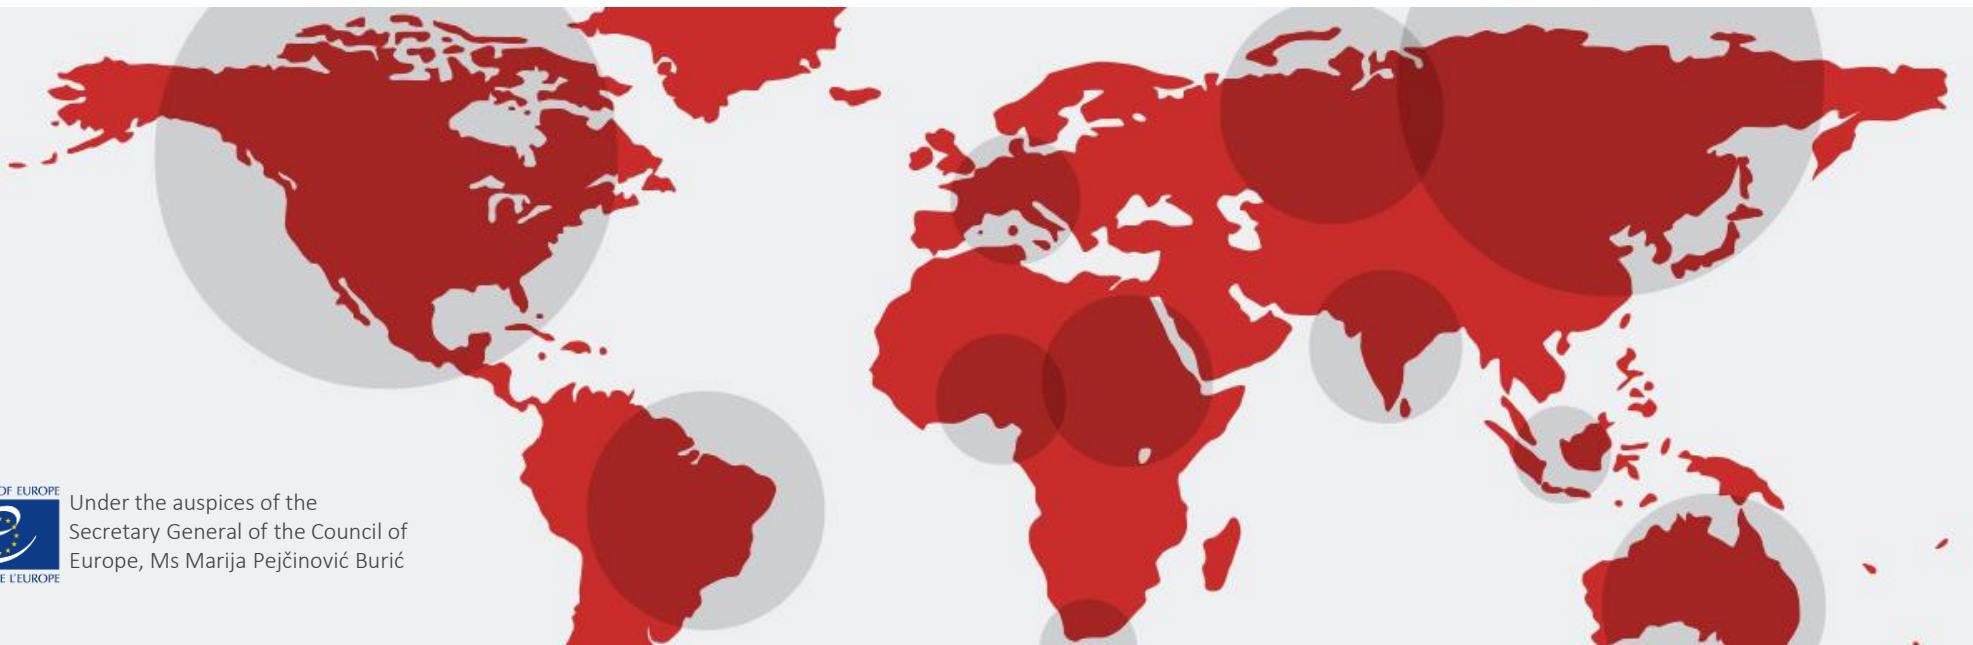 OF EUROPE
Under the auspices of the
Secretary General of the Council of
Europe, Ms Marija Pejčinović Burić
E L'EUROPE